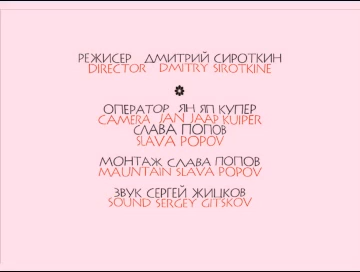 РЕЖИСЕР ДМИТРИЙ СИРОТКИН
DIRECTOR DMITRY SIROTKINE
ОПЕРАТОР ЯН ЯП КУПЕР
CAMERA JAN JAAP KUIPER
СЛАВА ПОПОВ
SLAVA POPOV
МОНТАЖ СЛАВА ПОПОВ
MAUNTAIN SLAVA POPOV
ЗВУК СЕРГЕЙ ЖИЦКОВ
SOUND SERGEY GITSKOV